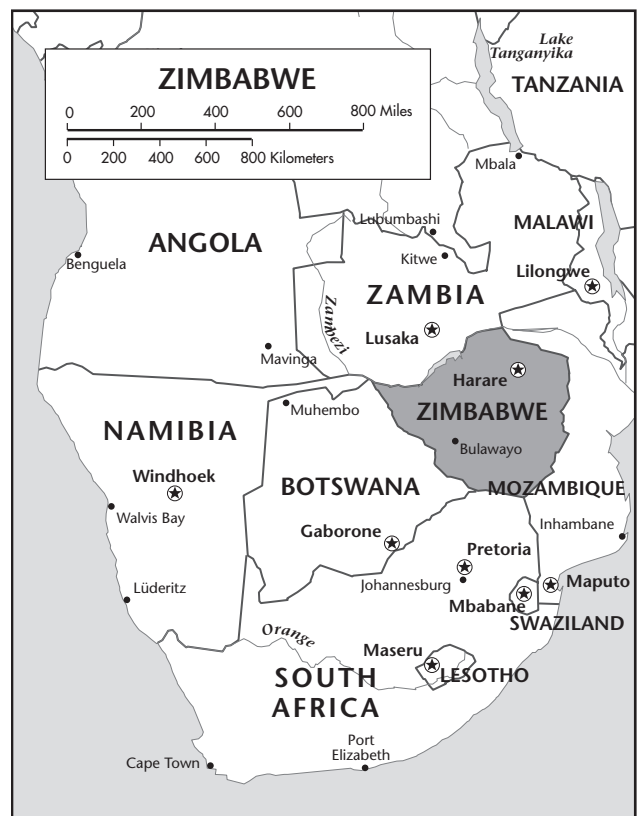 Lake
Tanganyika
TANZANIA
ZIMBABWE
0 200 400 600 800 Miles
0 200 400 600 800 Kilometers
Mbala
Lubumbashi
MALAWI
ANGOLA
Benguela
Kitwe
Lilongwe
ZAMBIA
Zambezi
Lusaka
Mavinga
Harare
Muhembo
ZIMBABWE
NAMIBIA
Bulawayo
Windhoek
BOTSWANA
MOZAMBIQUE
Walvis Bay
Gaborone
Inhambane
Pretoria
Johannesburg
Maputo
Lüderitz
Mbabane
SWAZILAND
Orange
Maseru
SOUTH
AFRICA
LESOTHO
Port
Elizabeth
Cape Town